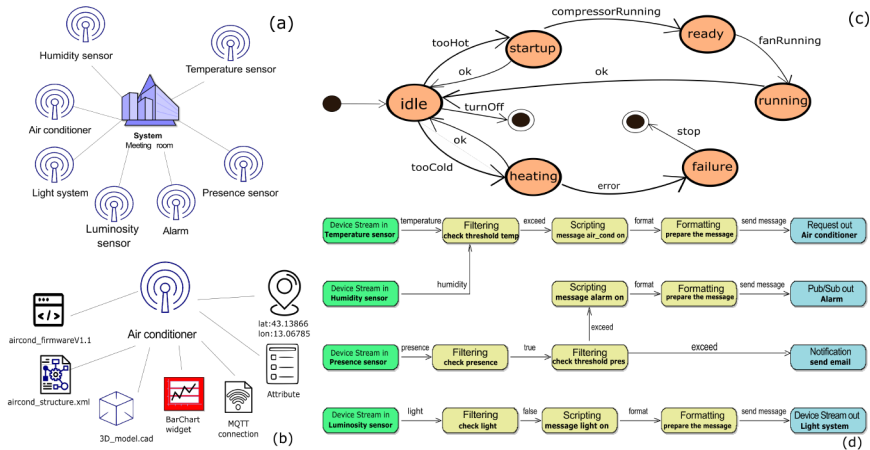 (a)
Humidity sensor
Temperature sensor
Air conditioner
System
Meeting room
Light system
Presence sensor
Luminosity
sensor
Alarm
Air conditioner
aircond_firmwareV1.1
lat:43.13866
lon:13.06785
aircond_structure.xml
3D_model.cad
BarChart
widget
MQTT
connection
Attribute
(b)
(c)
compressorRunning
ready
tooHot
startup
fanRunning
ok
ok
idle
turnOff
running
ok
stop
tooCold
heating
error
failure
Device Stream in
Temperature sensor
temperature
Filtering
check threshold temp
exceed
Scripting
message air_cond on
format
Formatting
prepare the message
send message
Request out
Air conditioner
Device Stream in
Humidity sensor
humidity
Scripting
message alarm on
format
Formatting
prepare the message
send message
Pub/Sub out
Alarm
exceed
Device Stream in
Presence sensor
presence
Filtering
check presence
true
Filtering
check threshold pres
exceed
Notification
send email
Device Stream in
Luminosity sensor
light
Filtering
check light
false
Scripting
message light on
format
Formatting
prepare the message
send message
Device Stream out
Light system
(d)